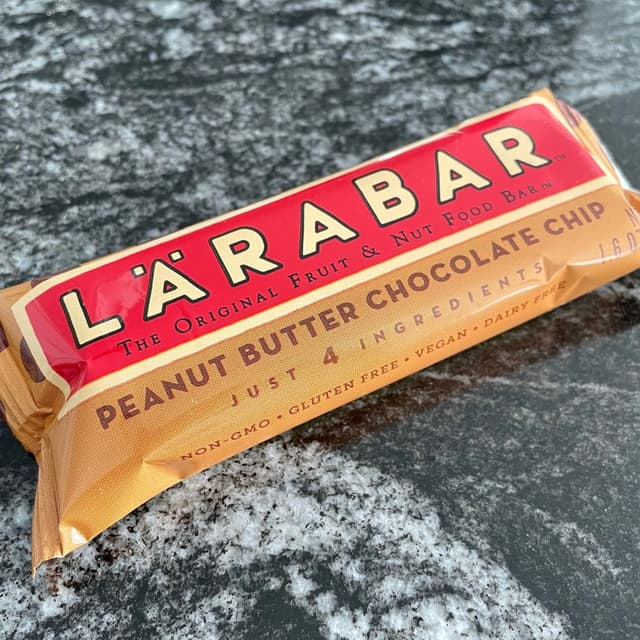 LÄRABAR™
The Original Fruit & Nut Food Bar™
PEANUT BUTTER CHOCOLATE CHIP
JUST 4 INGREDIENTS
NON-GMO • GLUTEN FREE • VEGAN • DAIRY FREE